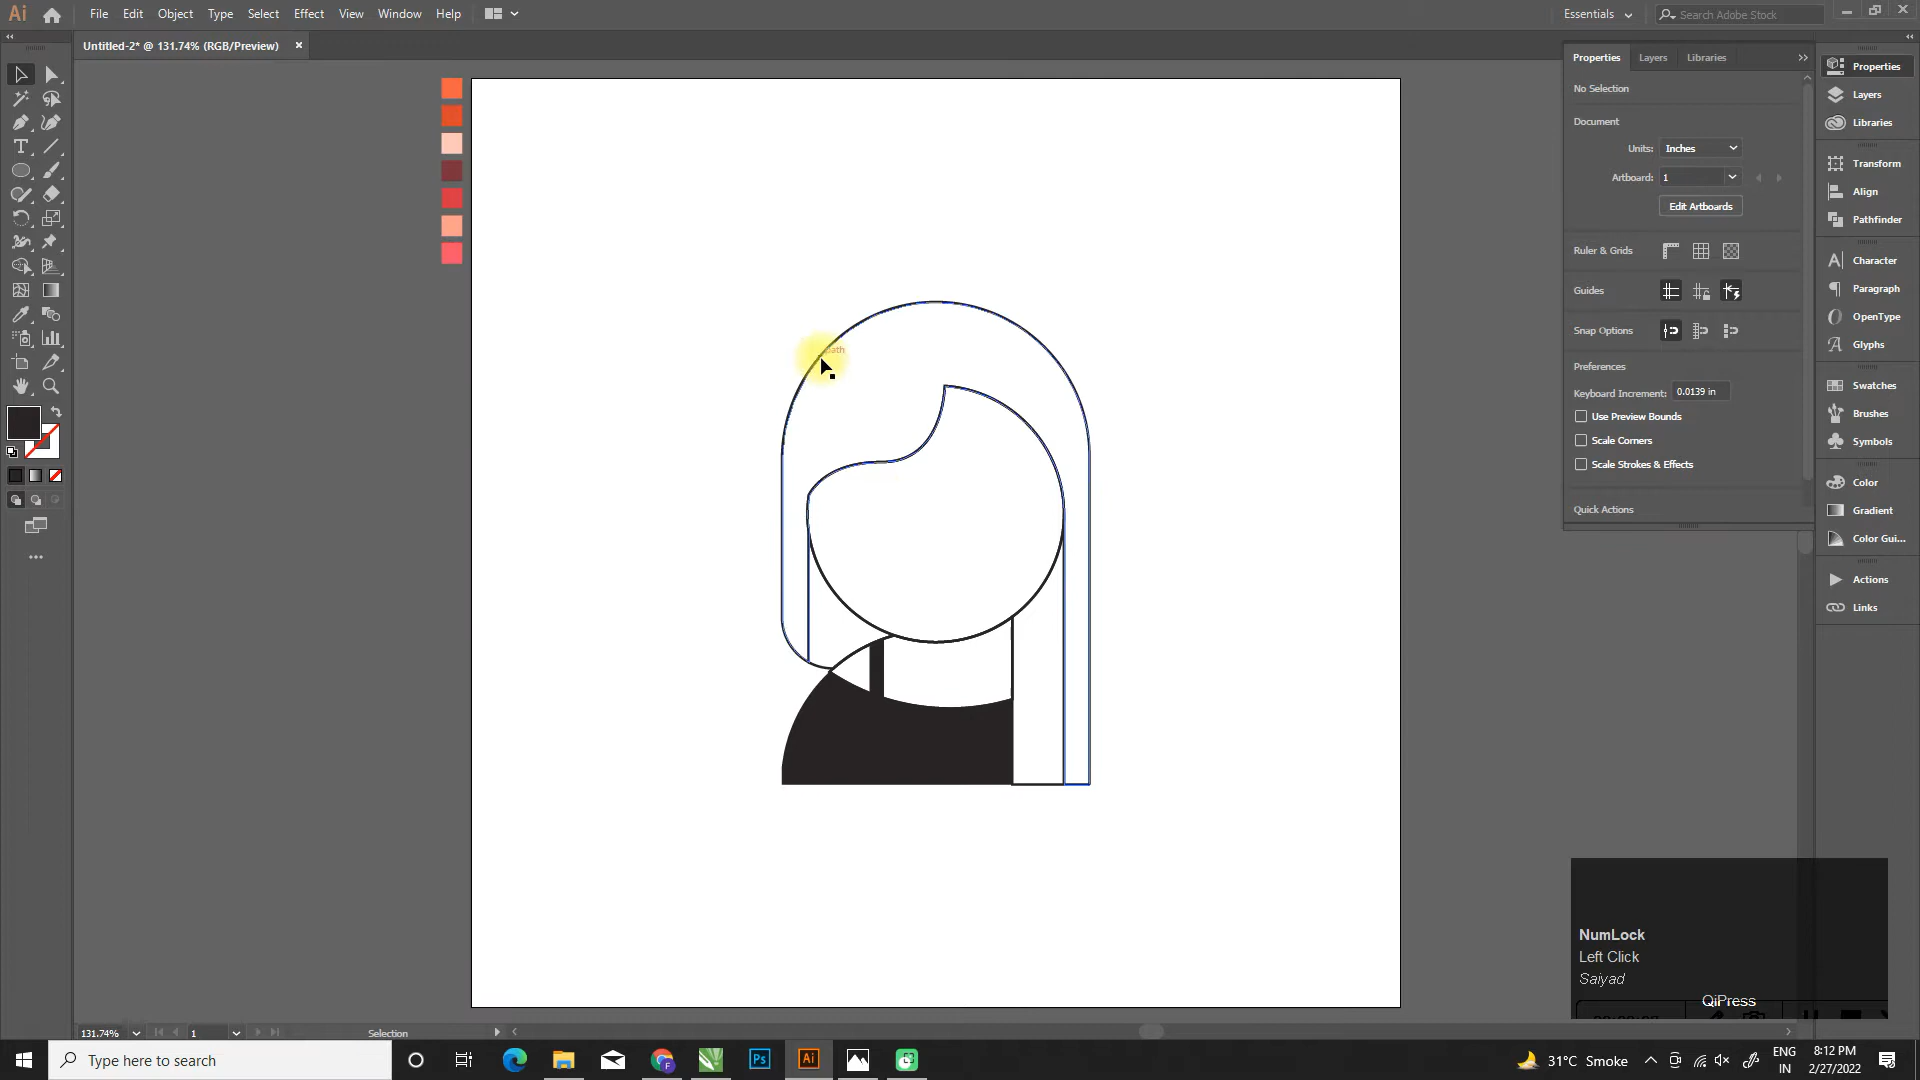 Ai File Edit Object Type Select Effect View Window Help Essentials Search Adobe Stock
Untitled-2* @ 131.74% (RGB/Preview)
path
Properties Layers Libraries
No Selection
Document
Units: Inches
Artboard: 1
Edit Artboards
Ruler & Grids
Guides
Snap Options
Preferences
Keyboard Increment: 0.0139 in
Use Preview Bounds
Scale Corners
Scale Strokes & Effects
Quick Actions
Properties
Layers
Libraries
Transform
Align
Pathfinder
Character
Paragraph
OpenType
Glyphs
Swatches
Brushes
Symbols
Color
Gradient
Color Gui...
Actions
Links
NumLock
Left Click
Saiyad
QiPress
131.74% 1 Selection
Type here to search
Ps Ai
31°C Smoke
ENG
IN
8:12 PM
2/27/2022